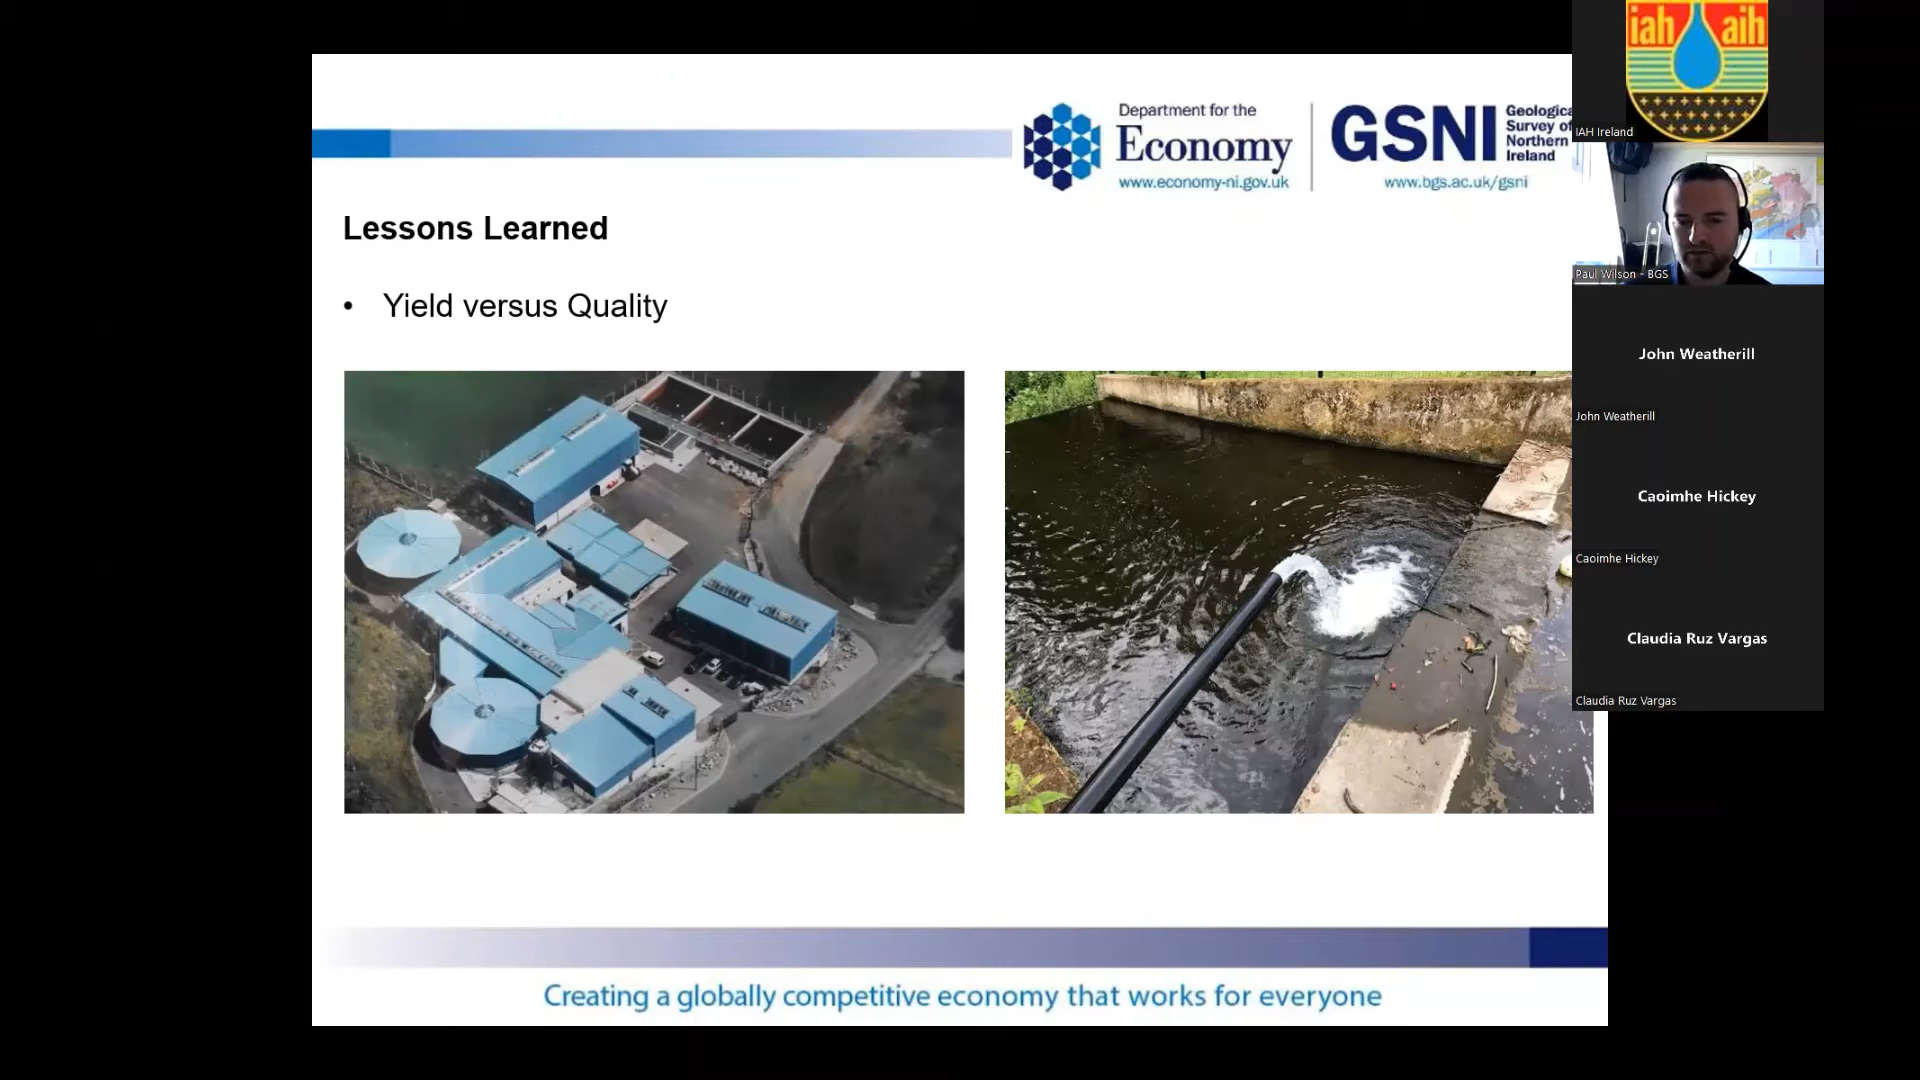 Department for the
Economy
www.economy-ni.gov.uk
GSNI
Geologica
Survey of
Northern
Ireland
www.bgs.ac.uk/gsni
Lessons Learned
• Yield versus Quality
Creating a globally competitive economy that works for everyone
iah aih
IAH Ireland
Paul Wilson - BGS
John Weatherill
John Weatherill
Caoimhe Hickey
Caoimhe Hickey
Claudia Ruz Vargas
Claudia Ruz Vargas